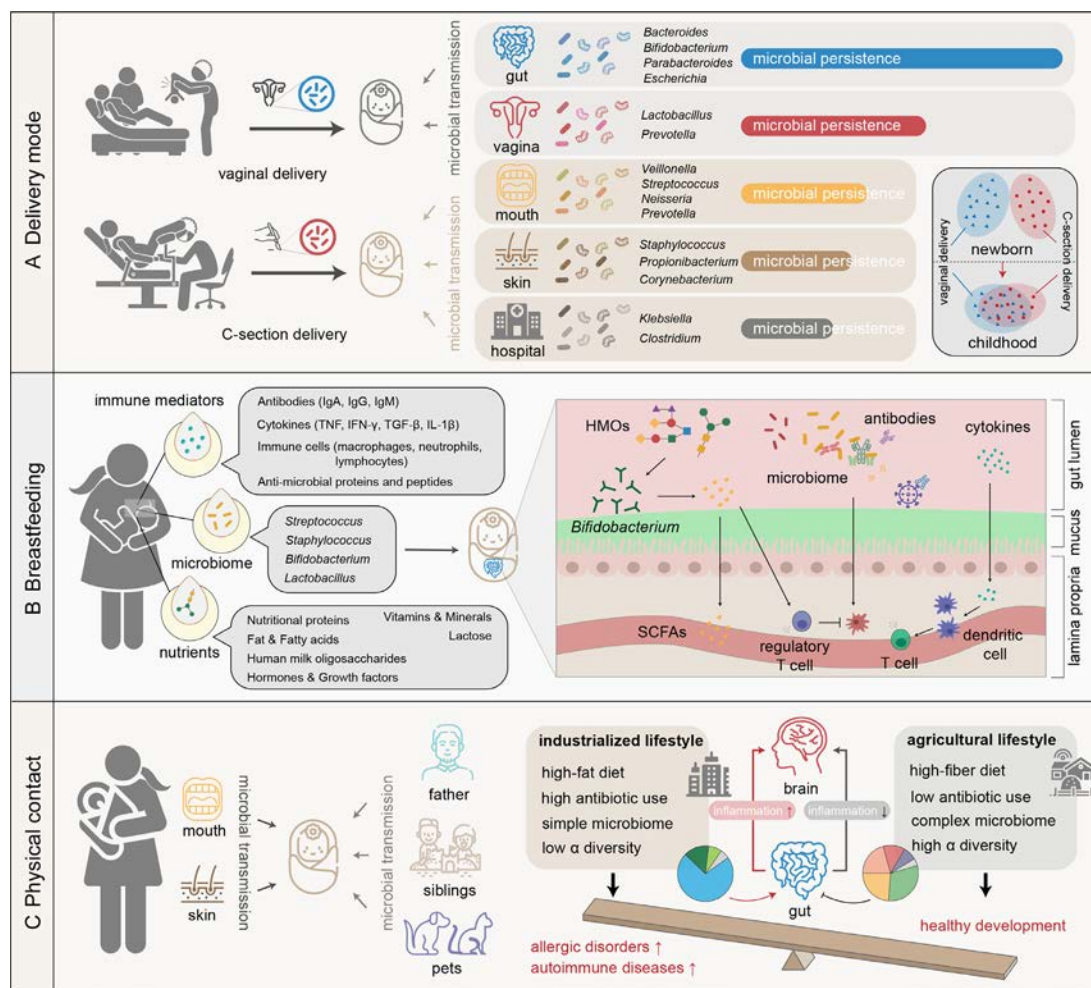 A Delivery mode
vaginal delivery
C-section delivery
microbial transmission
microbial transmission
gut
Bacteroides
Bifidobacterium
Parabacteroides
Escherichia
microbial persistence
vagina
Lactobacillus
Prevotella
microbial persistence
mouth
Veillonella
Streptococcus
Neisseria
Prevotella
microbial persistence
skin
Staphylococcus
Propionibacterium
Corynebacterium
microbial persistence
hospital
Klebsiella
Clostridium
microbial persistence
vaginal delivery
C-section delivery
newborn
childhood
B Breastfeeding
immune mediators
Antibodies (IgA, IgG, IgM)
Cytokines (TNF, IFN-γ, TGF-β, IL-1β)
Immune cells (macrophages, neutrophils,
lymphocytes)
Anti-microbial proteins and peptides
microbiome
Streptococcus
Staphylococcus
Bifidobacterium
Lactobacillus
nutrients
Nutritional proteins
Vitamins & Minerals
Fat & Fatty acids
Lactose
Human milk oligosaccharides
Hormones & Growth factors
HMOs
antibodies
cytokines
microbiome
Bifidobacterium
SCFAs
regulatory
T cell
T cell
dendritic
cell
gut lumen
mucus
lamina propria
C Physical contact
mouth
skin
microbial transmission
microbial transmission
father
siblings
pets
industrialized lifestyle
high-fat diet
high antibiotic use
simple microbiome
low α diversity
brain
inflammation ↑
inflammation ↓
gut
agricultural lifestyle
high-fiber diet
low antibiotic use
complex microbiome
high α diversity
allergic disorders ↑
autoimmune diseases ↑
healthy development